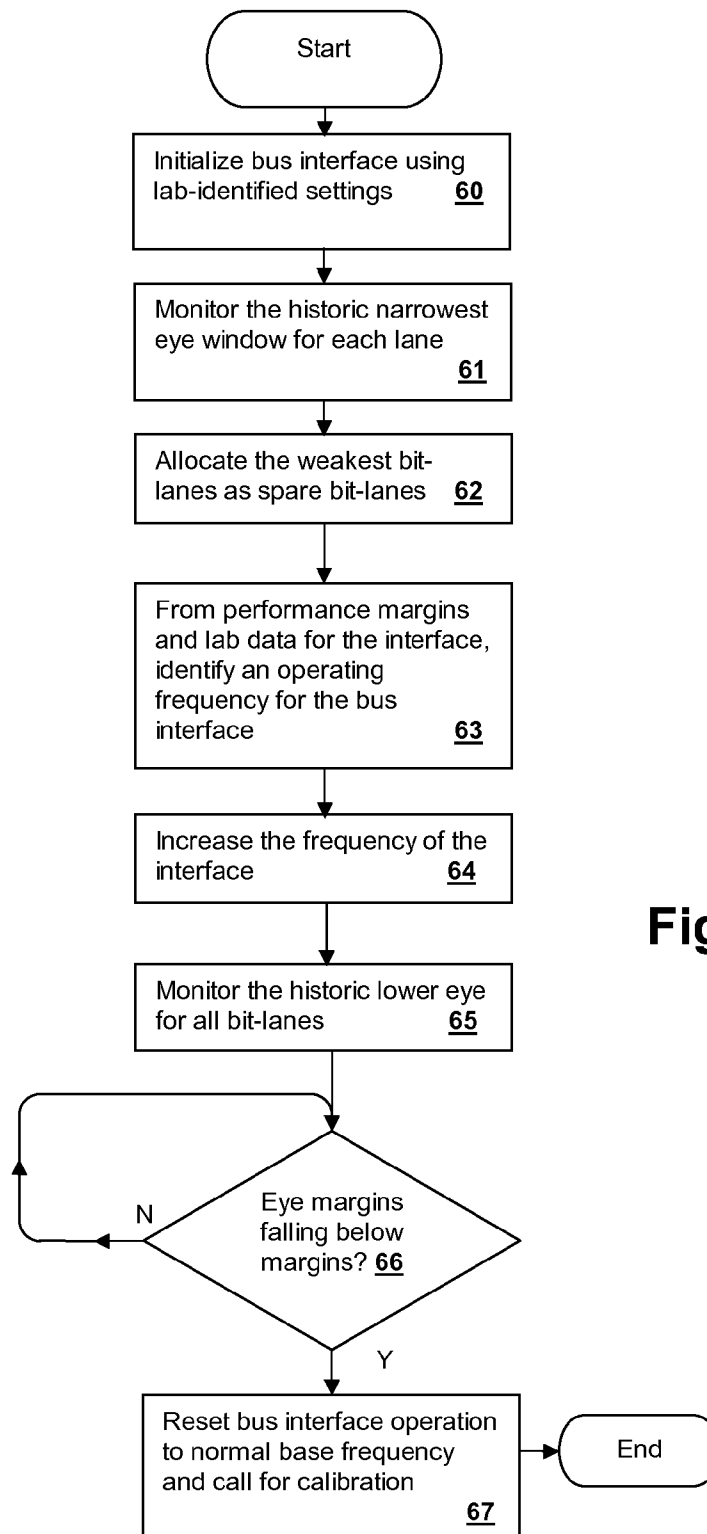 Start
Initialize bus interface using
lab-identified settings 60
Monitor the historic narrowest
eye window for each lane
61
Allocate the weakest bit-
lanes as spare bit-lanes 62
From performance margins
and lab data for the interface,
identify an operating
frequency for the bus
interface 63
Increase the frequency of the
interface 64
Fig
Monitor the historic lower eye
for all bit-lanes 65
N
Eye margins
falling below
margins? 66
Y
Reset bus interface operation
to normal base frequency
and call for calibration
67
End